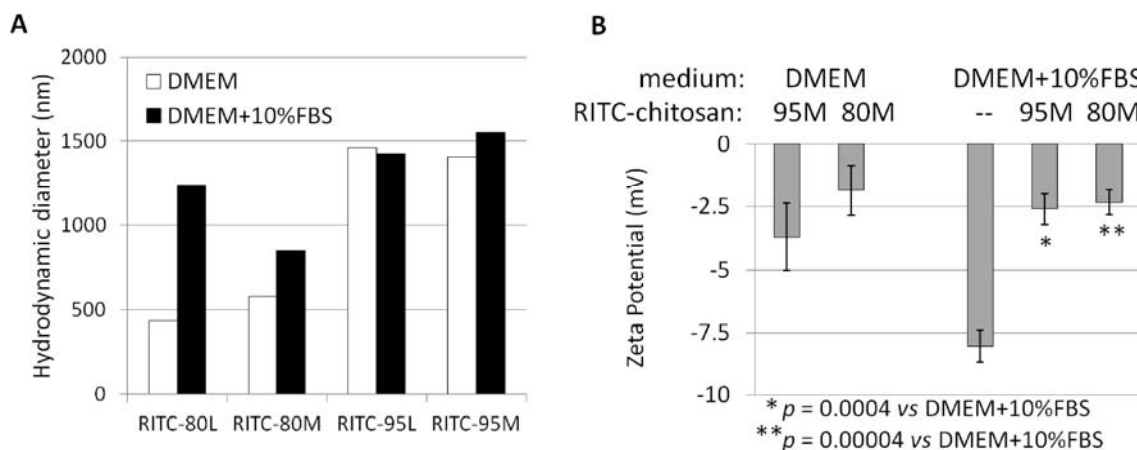 A
Hydrodynamic diameter (nm)
2000
1500
1000
500
0
DMEM
DMEM+10%FBS
RITC-80L RITC-80M RITC-95L RITC-95M
B
medium: DMEM DMEM+10%FBS
RITC-chitosan: 95M 80M -- 95M 80M
Zeta Potential (mV)
0
-2.5
-5
-7.5
-10
*
**
* p = 0.0004 vs DMEM+10%FBS
** p = 0.00004 vs DMEM+10%FBS